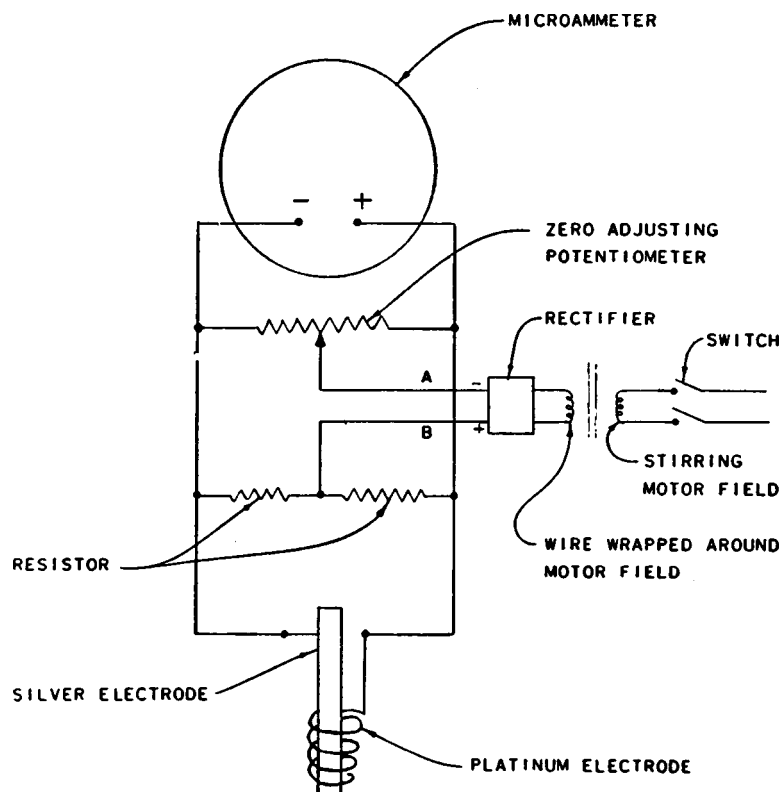 MICROAMMETER
- +
ZERO ADJUSTING
POTENTIOMETER
RECTIFIER
SWITCH
A -
B +
STIRRING
MOTOR FIELD
WIRE WRAPPED AROUND
MOTOR FIELD
RESISTOR
SILVER ELECTRODE
PLATINUM ELECTRODE